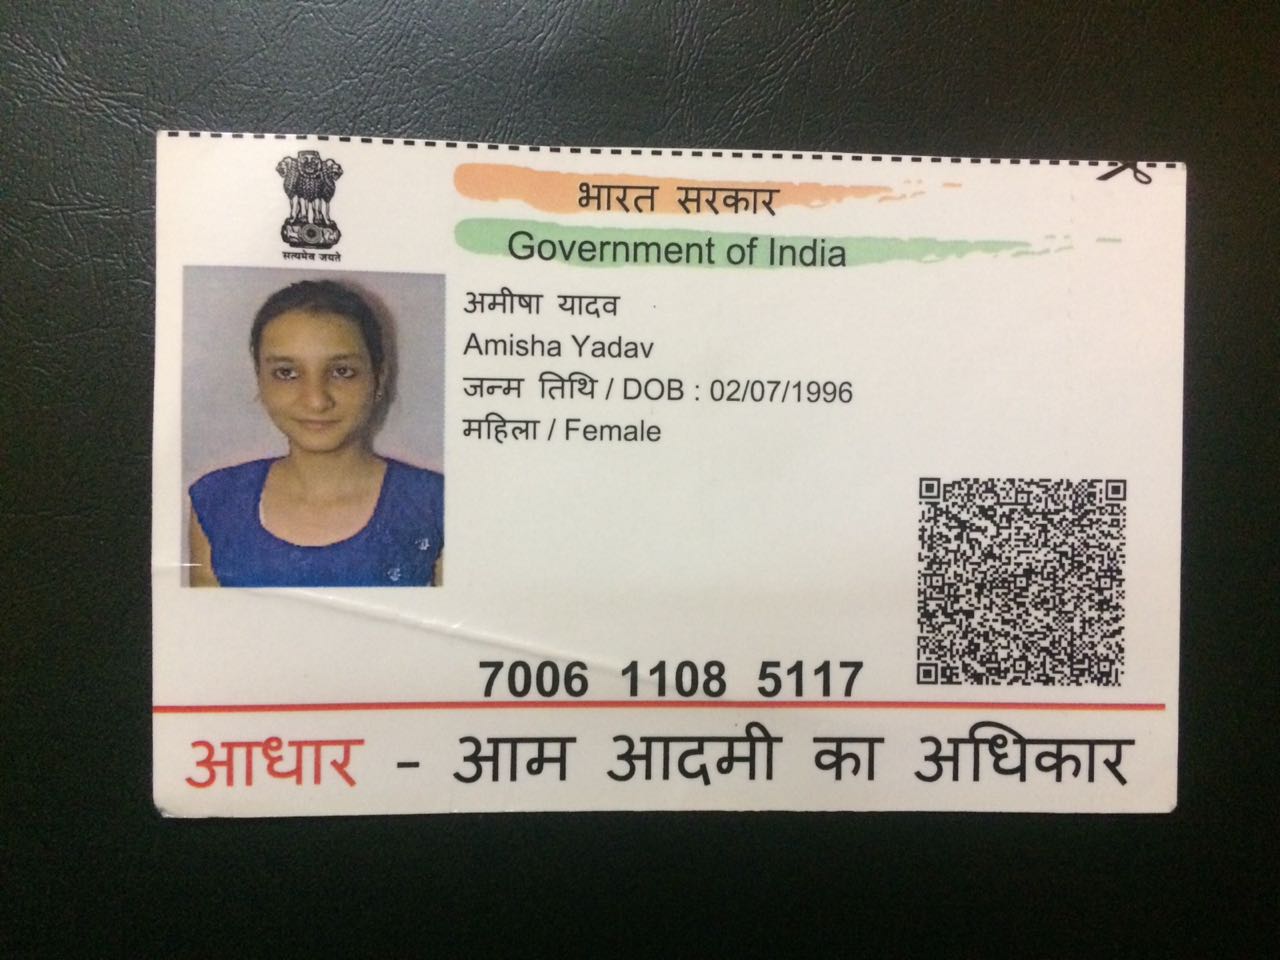 सत्यमेव जयते
भारत सरकार
Government of India
अमीषा यादव
Amisha Yadav
जन्म तिथि / DOB : 02/07/1996
महिला / Female
7006 1108 5117
आधार - आम आदमी का अधिकार